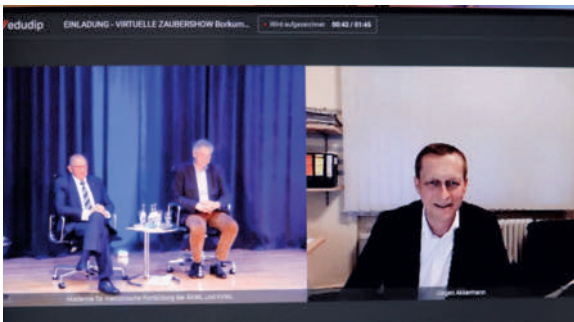 edudip
EINLADUNG - VIRTUELLE ZAUBERSHOW Borkum...
Wird aufgezeichnet 00:42 / 01:45
Akademie für medizinische Fortbildung der ÄKWL und KVWL
Jürgen Akkermann